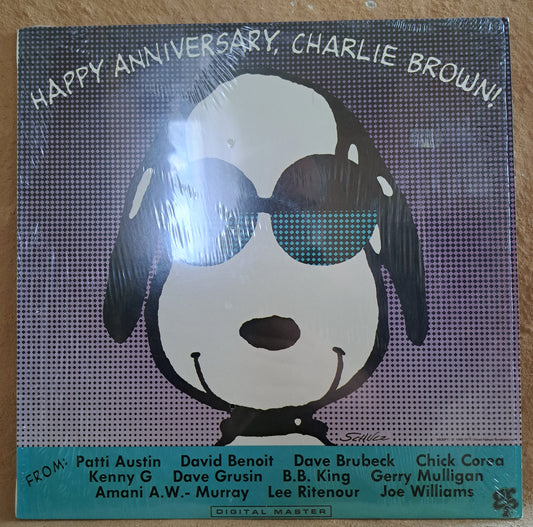 HAPPY ANNIVERSARY, CHARLIE BROWN!
SCHULZ
FROM: Patti Austin David Benoit Dave Brubeck Chick Corea
Kenny G Dave Grusin B.B. King Gerry Mulligan
Amani A.W.- Murray Lee Ritenour Joe Williams
DIGITAL MASTER